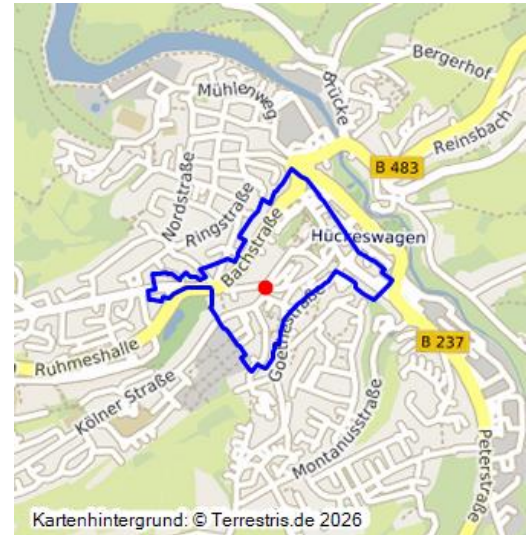 Bergerhof
Brücke
Mühlenweg
Reinsbach
B 483
Nordstraße
Ringstraße
Bachstraße
Hückeswagen
Goethestraße
B 237
Ruhmeshalle
Kölner Straße
Montanusstraße
Peterstraße
Kartenhintergrund: © Terrestris.de 2026